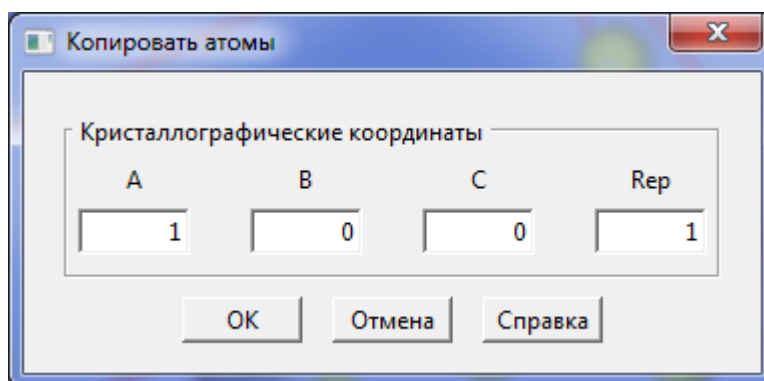 Копировать атомы
Кристаллографические координаты
A B C Rep
1 0 0 1
OK Отмена Справка